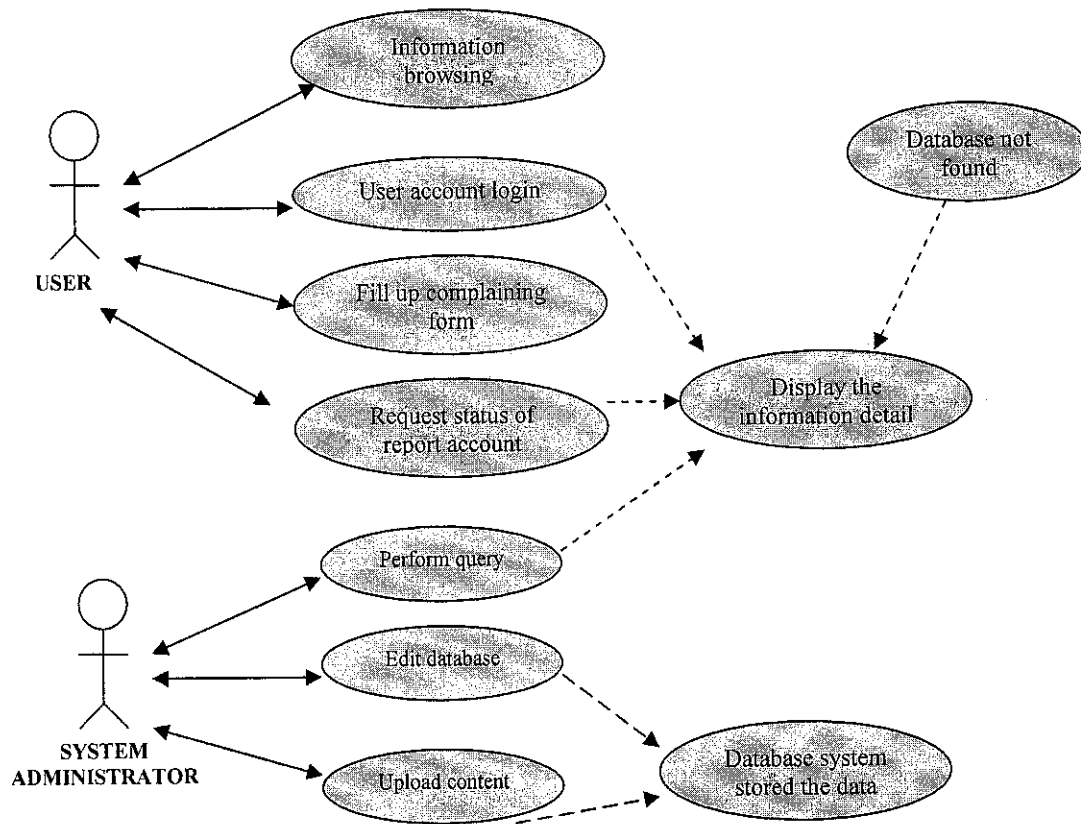 Information
browsing
Database not
found
User account login
USER
Fill up complaining
form
Display the
information detail
Request status of
report account
Perform query
Edit database
SYSTEM
ADMINISTRATOR
Upload content
Database system
stored the data